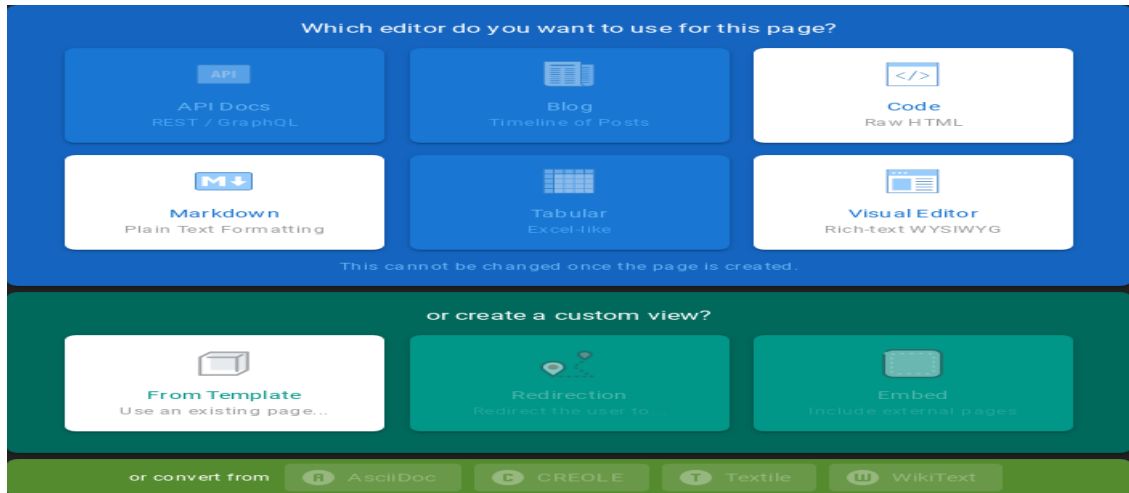 Which editor do you want to use for this page?
API
API Docs
REST / GraphQL
Blog
Timeline of Posts
</>
Code
Raw HTML
M
Markdown
Plain Text Formatting
Tabular
Excel-like
Visual Editor
Rich-text WYSIWYG
This cannot be changed once the page is created.
or create a custom view?
From Template
Use an existing page...
Redirection
Redirect the user to ...
Embed
Include external pages
or convert from
A AsciiDoc
C CREOLE
T Textile
W WikiText